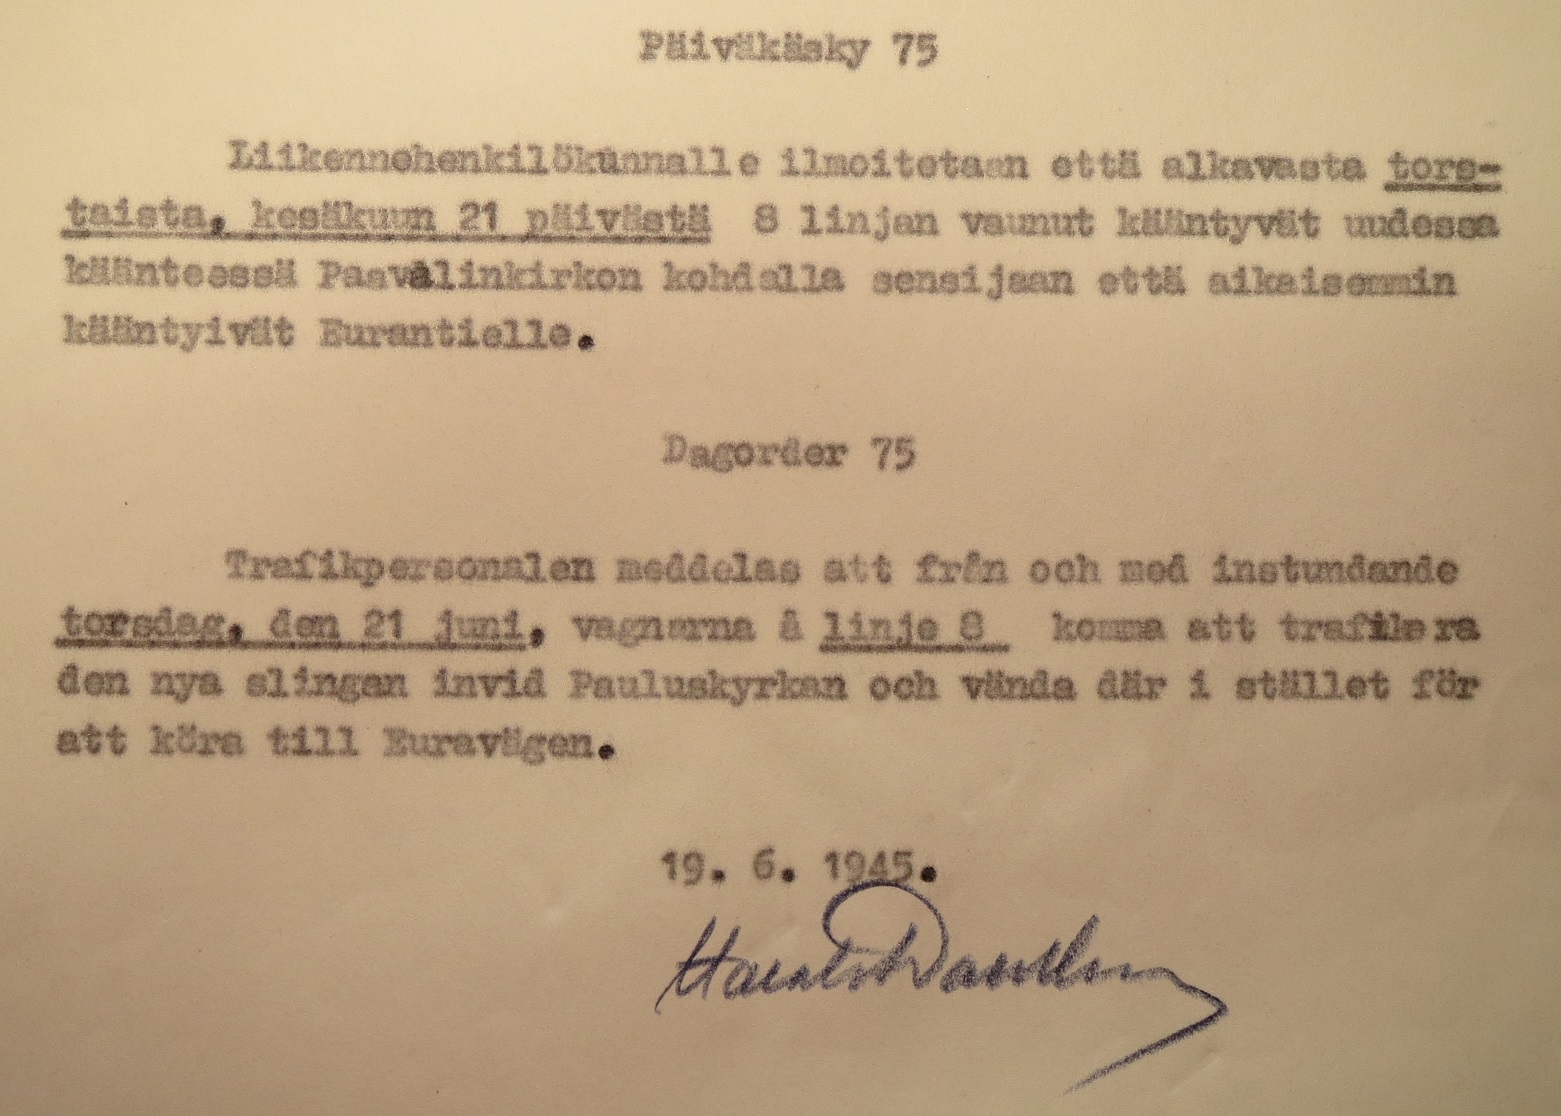 Päiväkäsky 75
Liikennehenkilökunnalle ilmoitetaan että alkavasta tors-
taista, kesäkuun 21 päivästä 8 linjan vaunut kääntyvät uudessa
käänteessä Paavalinkirkon kohdalla sensijaan että aikaisemmin
kääntyivät Eurantielle.
Dagorder 75
Trafikpersonalen meddelas att från och med instundande
torsdag, den 21 juni, vagnarna å linje 8 komma att trafikera
den nya slingan invid Pauluskyrkan och vända där i stället för
att köra till Euravägen.
19. 6. 1945.
Harald